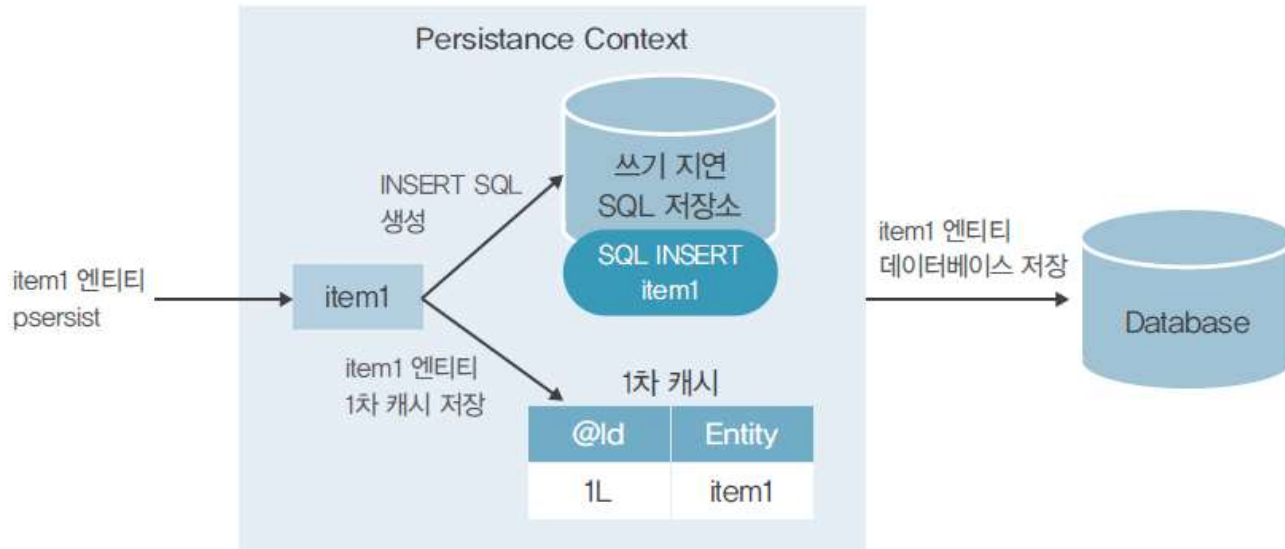 Persistance Context
쓰기 지연
SQL 저장소
SQL INSERT
item1
INSERT SQL
생성
item1 엔티티
psersist
item1
item1 엔티티
1차 캐시 저장
1차 캐시
@Id Entity
1L item1
item1 엔티티
데이터베이스 저장
Database